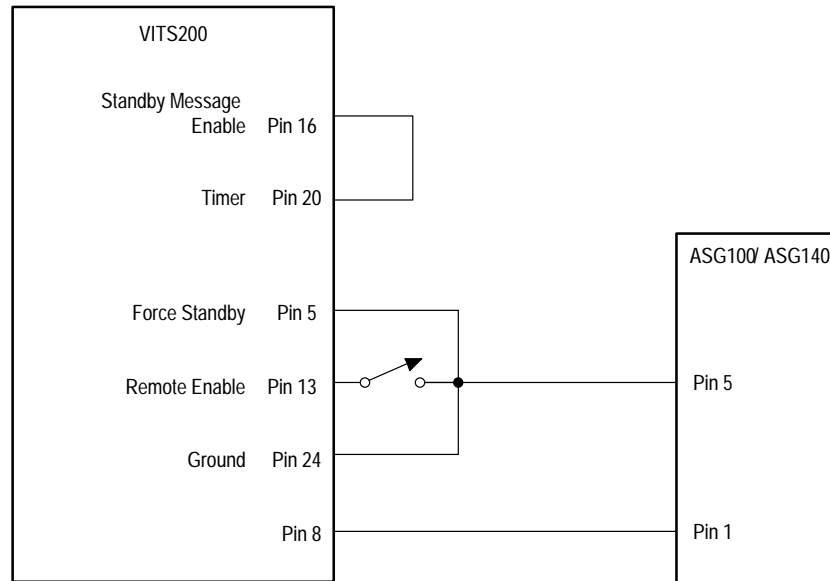 VITS200
Standby Message
Enable Pin 16
Timer Pin 20
ASG100/ ASG140
Force Standby Pin 5
Remote Enable Pin 13
Pin 5
Ground Pin 24
Pin 8
Pin 1